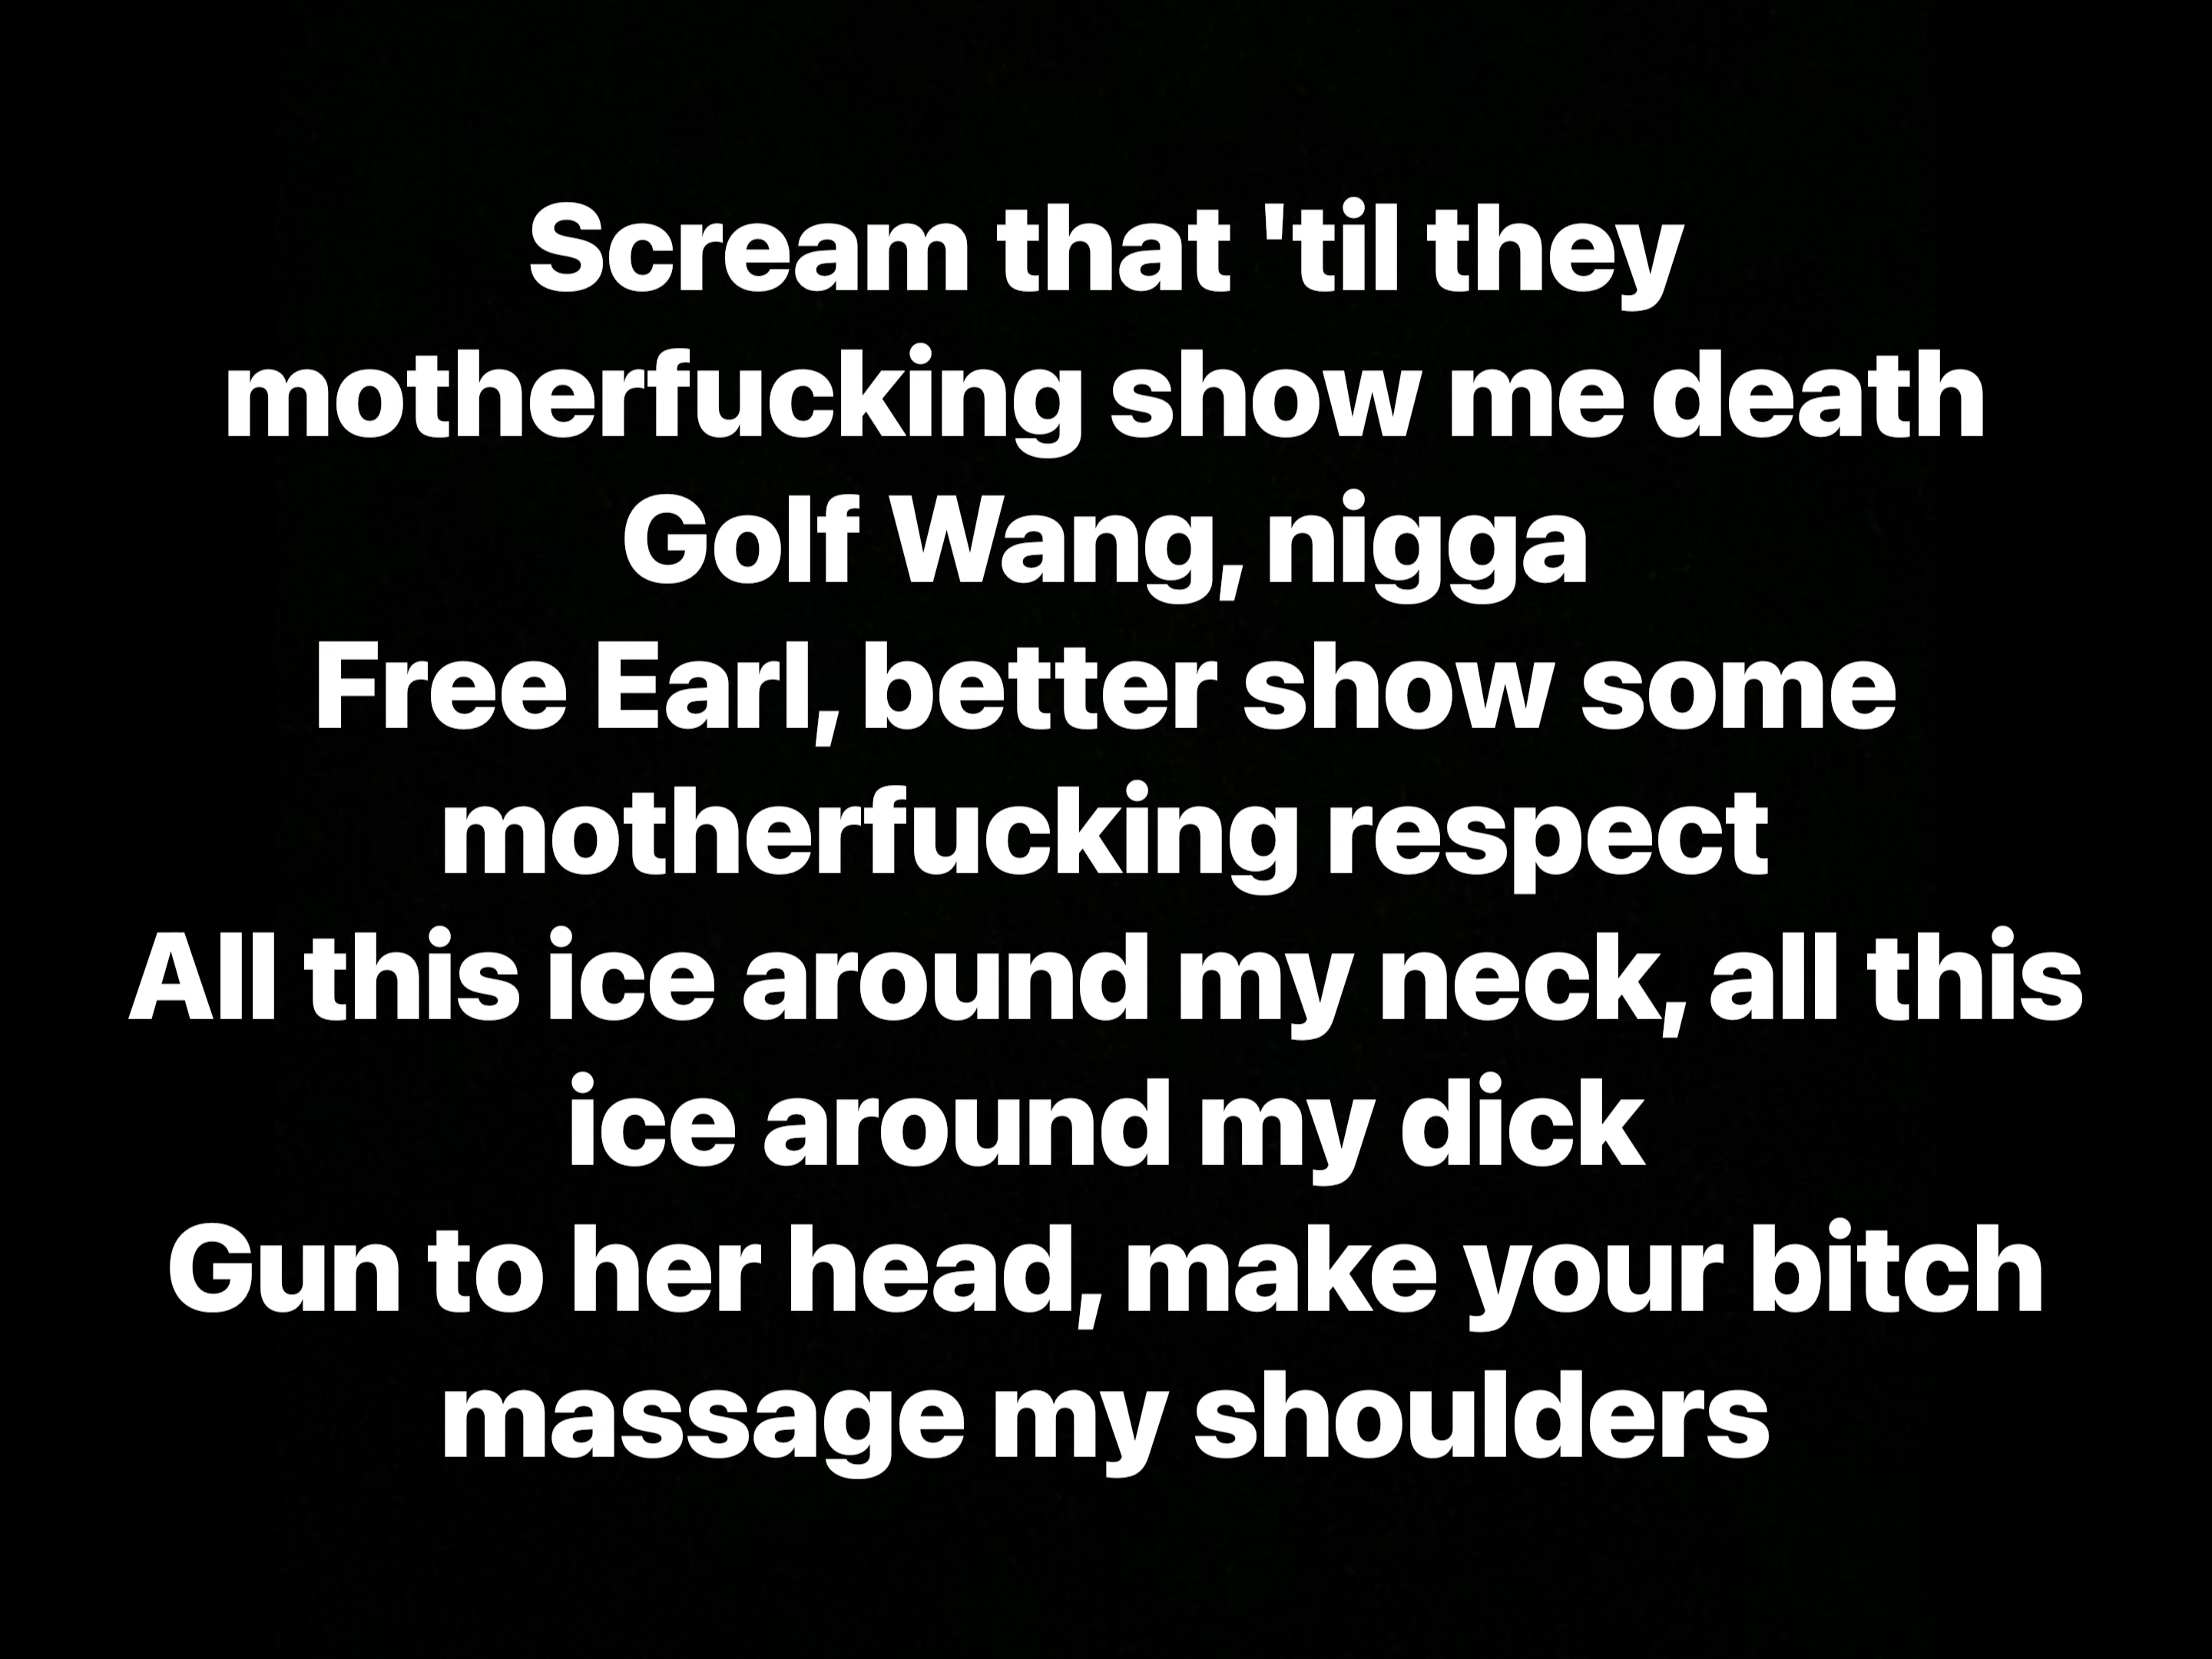 Scream that 'til they
motherfucking show me death
Golf Wang, nigga
Free Earl, better show some
motherfucking respect
All this ice around my neck, all this
ice around my dick
Gun to her head, make your bitch
massage my shoulders